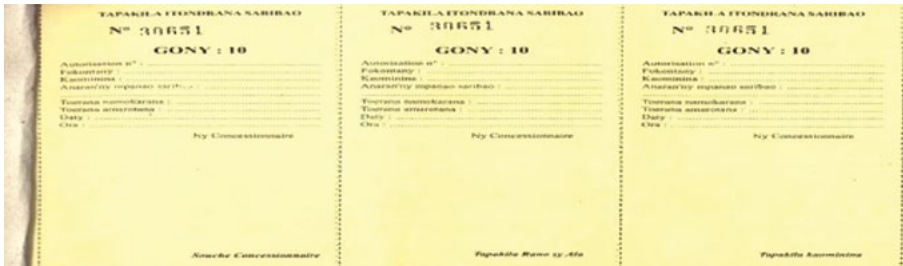 TAPAKILA ITONDRANA SARIBAO
N° 30651
GONY : 10
Autorisation n° :
Fokontany :
Kaominina :
Anaran'ny mpanao saribao :
Toerana namokarana :
Toerana amarotana :
Daty :
Ora :
Ny Concessionnaire
Souche Concessionnaire
TAPAKILA ITONDRANA SARIBAO
N° 30651
GONY : 10
Autorisation n° :
Fokontany :
Kaominina :
Anaran'ny mpanao saribao :
Toerana namokarana :
Toerana amarotana :
Daty :
Ora :
Ny Concessionnaire
Tapakila Rano sy Ala
TAPAKILA ITONDRANA SARIBAO
N° 30651
GONY : 10
Autorisation n° :
Fokontany :
Kaominina :
Anaran'ny mpanao saribao :
Toerana namokarana :
Toerana amarotana :
Daty :
Ora :
Ny Concessionnaire
Tapakila kaominina